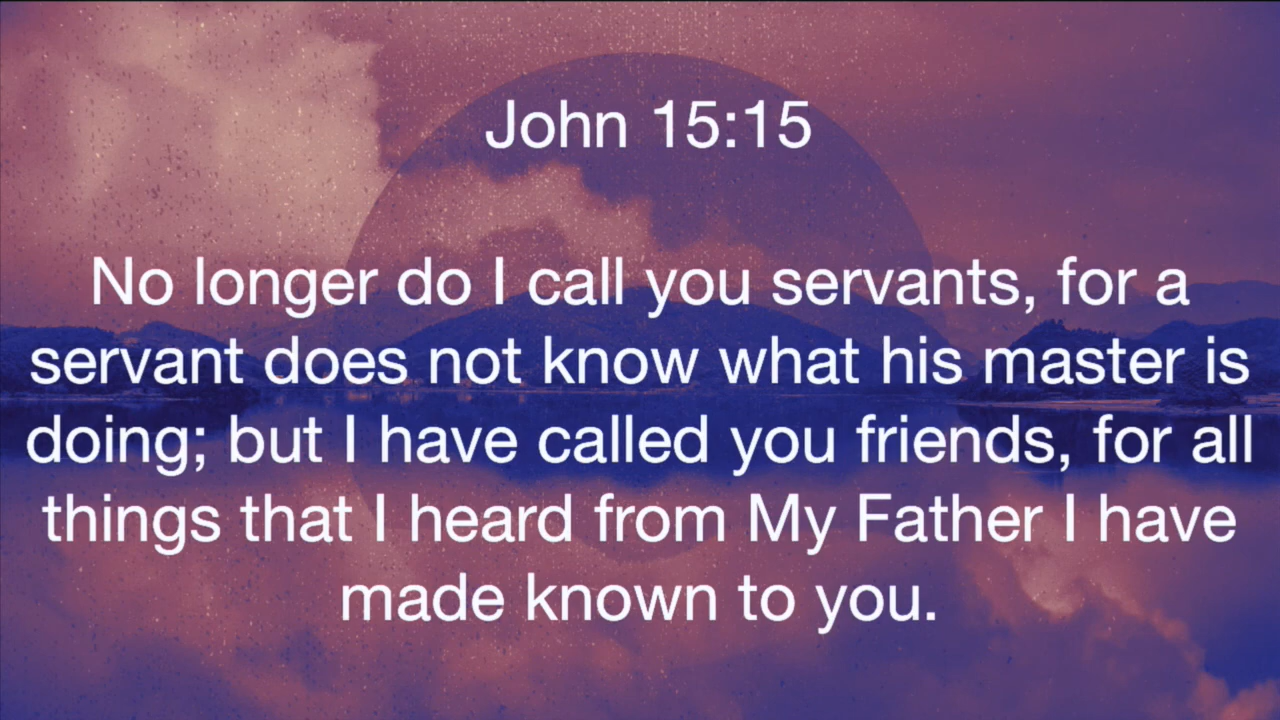 John 15:15
No longer do I call you servants, for a
servant does not know what his master is
doing; but I have called you friends, for all
things that I heard from My Father I have
made known to you.